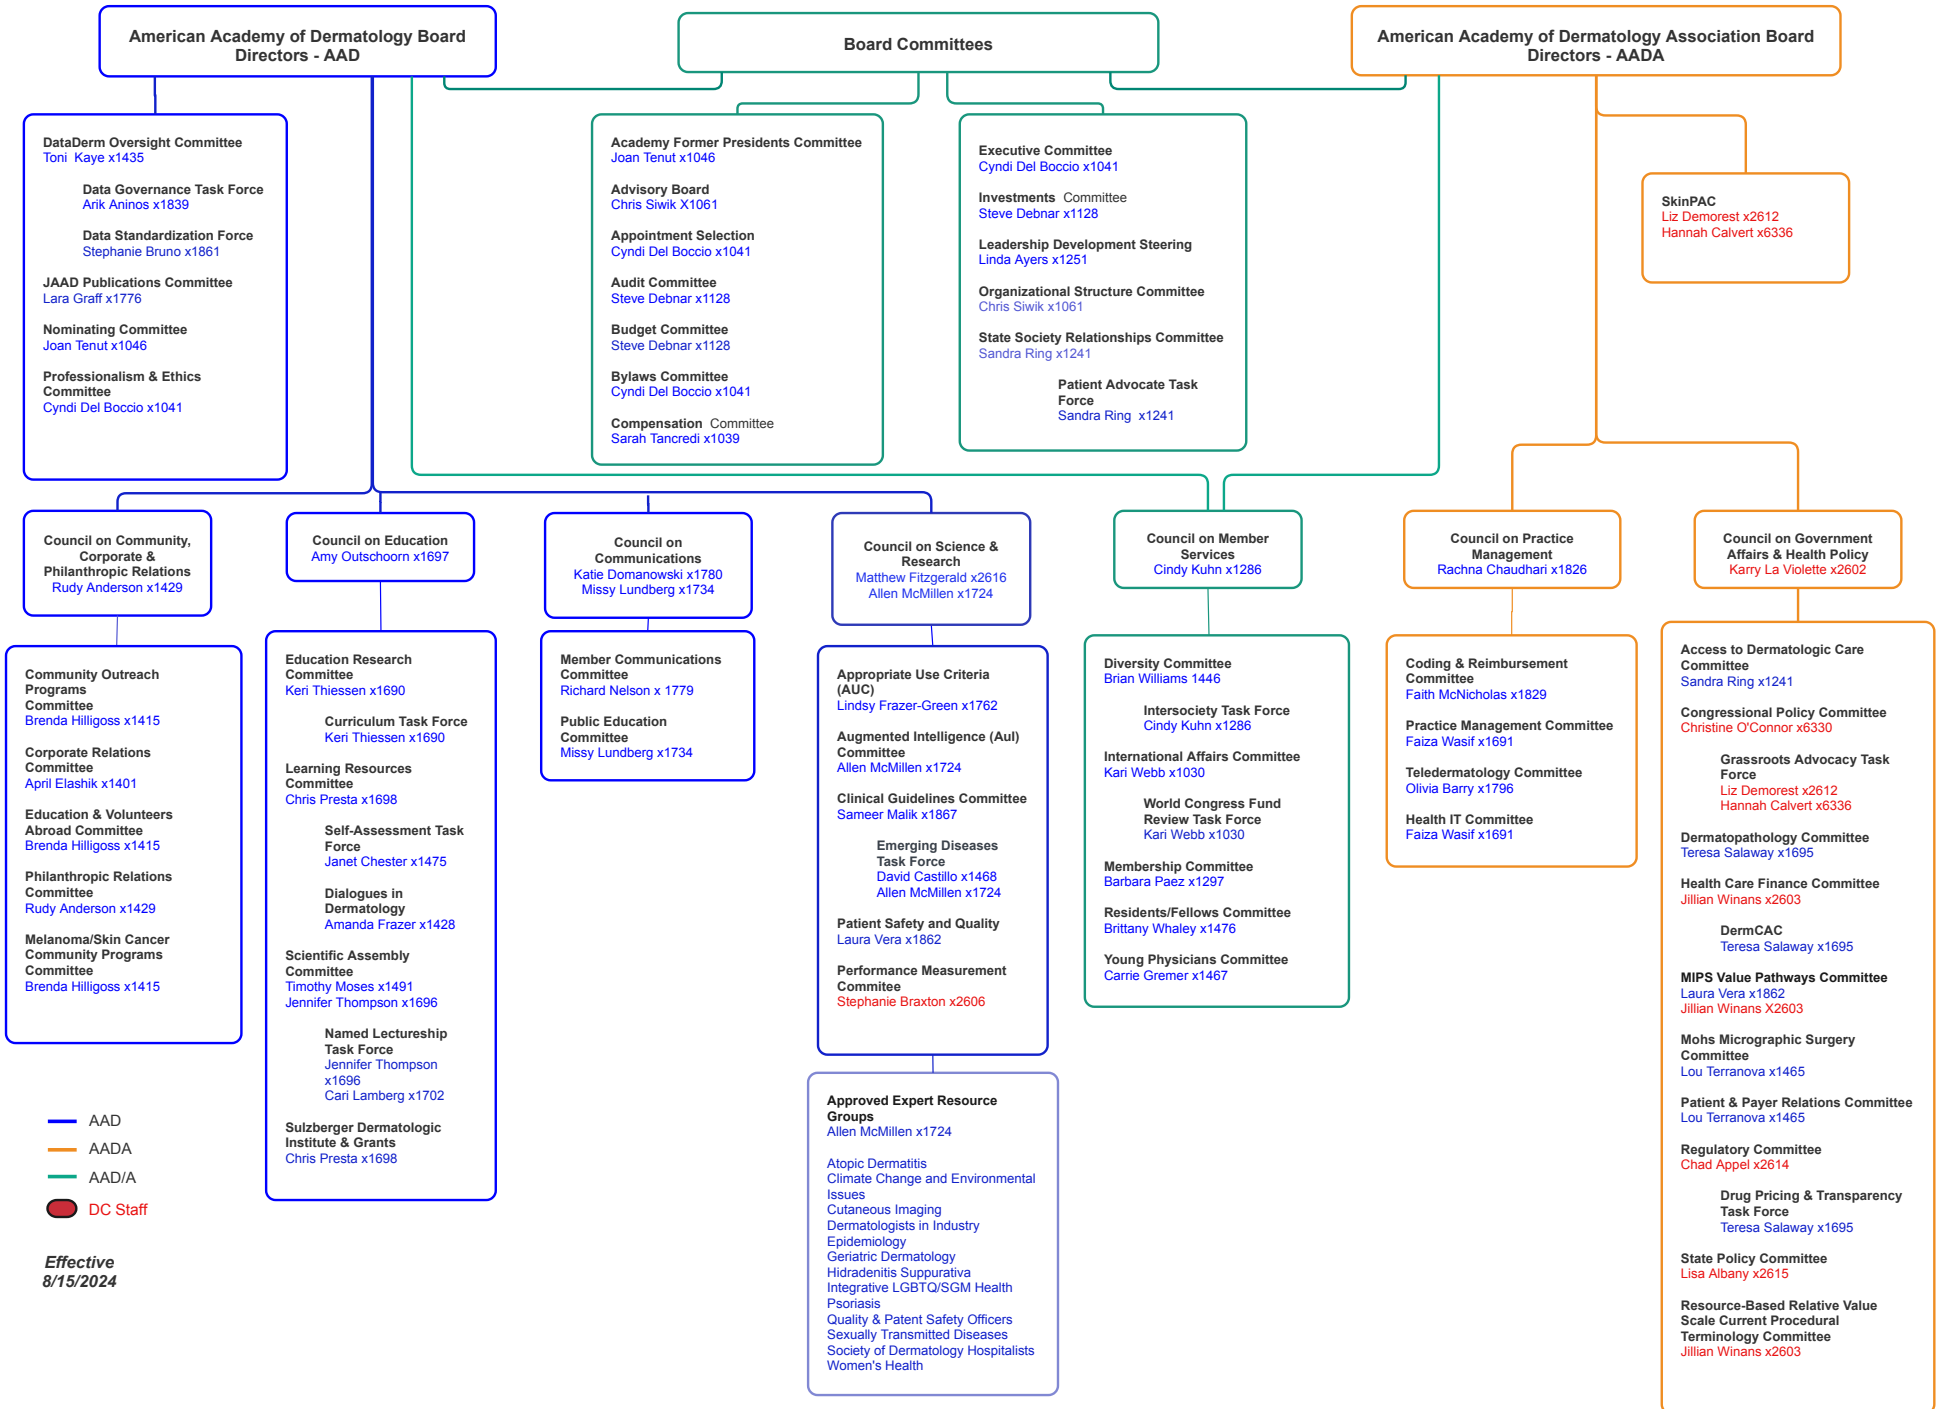 American Academy of Dermatology Board
Directors - AAD
Board Committees
American Academy of Dermatology Association Board
Directors - AADA
DataDerm Oversight Committee
Toni Kaye x1435
Data Governance Task Force
Arik Aninos x1839
Data Standardization Force
Stephanie Bruno x1861
JAAD Publications Committee
Lara Graff x1776
Nominating Committee
Joan Tenut x1046
Professionalism & Ethics
Committee
Cyndi Del Boccio x1041
Academy Former Presidents Committee
Joan Tenut x1046
Advisory Board
Chris Siwik X1061
Appointment Selection
Cyndi Del Boccio x1041
Audit Committee
Steve Debnar x1128
Budget Committee
Steve Debnar x1128
Bylaws Committee
Cyndi Del Boccio x1041
Compensation Committee
Sarah Tancredi x1039
Executive Committee
Cyndi Del Boccio x1041
Investments Committee
Steve Debnar x1128
Leadership Development Steering
Linda Ayers x1251
Organizational Structure Committee
Chris Siwik x1061
State Society Relationships Committee
Sandra Ring x1241
Patient Advocate Task
Force
Sandra Ring x1241
SkinPAC
Liz Demorest x2612
Hannah Calvert x6336
Council on Community,
Corporate &
Philanthropic Relations
Rudy Anderson x1429
Council on Education
Amy Outschoorn x1697
Council on
Communications
Katie Domanowski x1780
Missy Lundberg x1734
Council on Science &
Research
Matthew Fitzgerald x2616
Allen McMillen x1724
Council on Member
Services
Cindy Kuhn x1286
Council on Practice
Management
Rachna Chaudhari x1826
Council on Government
Affairs & Health Policy
Karry La Violette x2602
Community Outreach
Programs
Committee
Brenda Hilligoss x1415
Corporate Relations
Committee
April Elashik x1401
Education & Volunteers
Abroad Committee
Brenda Hilligoss x1415
Philanthropic Relations
Committee
Rudy Anderson x1429
Melanoma/Skin Cancer
Community Programs
Committee
Brenda Hilligoss x1415
Education Research
Committee
Keri Thiessen x1690
Curriculum Task Force
Keri Thiessen x1690
Learning Resources
Committee
Chris Presta x1698
Self-Assessment Task
Force
Janet Chester x1475
Dialogues in
Dermatology
Amanda Frazer x1428
Scientific Assembly
Committee
Timothy Moses x1491
Jennifer Thompson x1696
Named Lectureship
Task Force
Jennifer Thompson
x1696
Cari Lamberg x1702
Sulzberger Dermatologic
Institute & Grants
Chris Presta x1698
Member Communications
Committee
Richard Nelson x 1779
Public Education
Committee
Missy Lundberg x1734
Appropriate Use Criteria
(AUC)
Lindsy Frazer-Green x1762
Augmented Intelligence (AuI)
Committee
Allen McMillen x1724
Clinical Guidelines Committee
Sameer Malik x1867
Emerging Diseases
Task Force
David Castillo x1468
Allen McMillen x1724
Patient Safety and Quality
Laura Vera x1862
Performance Measurement
Commitee
Stephanie Braxton x2606
Approved Expert Resource
Groups
Allen McMillen x1724
Atopic Dermatitis
Climate Change and Environmental
Issues
Cutaneous Imaging
Dermatologists in Industry
Epidemiology
Geriatric Dermatology
Hidradenitis Suppurativa
Integrative LGBTQ/SGM Health
Psoriasis
Quality & Patent Safety Officers
Sexually Transmitted Diseases
Society of Dermatology Hospitalists
Women's Health
Diversity Committee
Brian Williams 1446
Intersociety Task Force
Cindy Kuhn x1286
International Affairs Committee
Kari Webb x1030
World Congress Fund
Review Task Force
Kari Webb x1030
Membership Committee
Barbara Paez x1297
Residents/Fellows Committee
Brittany Whaley x1476
Young Physicians Committee
Carrie Gremer x1467
Coding & Reimbursement
Committee
Faith McNicholas x1829
Practice Management Committee
Faiza Wasif x1691
Teledermatology Committee
Olivia Barry x1796
Health IT Committee
Faiza Wasif x1691
Access to Dermatologic Care
Committee
Sandra Ring x1241
Congressional Policy Committee
Christine O'Connor x6330
Grassroots Advocacy Task
Force
Liz Demorest x2612
Hannah Calvert x6336
Dermatopathology Committee
Teresa Salaway x1695
Health Care Finance Committee
Jillian Winans x2603
DermCAC
Teresa Salaway x1695
MIPS Value Pathways Committee
Laura Vera x1862
Jillian Winans X2603
Mohs Micrographic Surgery
Committee
Lou Terranova x1465
Patient & Payer Relations Committee
Lou Terranova x1465
Regulatory Committee
Chad Appel x2614
Drug Pricing & Transparency
Task Force
Teresa Salaway x1695
State Policy Committee
Lisa Albany x2615
Resource-Based Relative Value
Scale Current Procedural
Terminology Committee
Jillian Winans x2603
AAD
AADA
AAD/A
DC Staff
Effective
8/15/2024